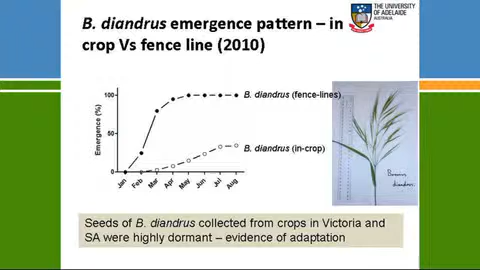 B. diandrus emergence pattern – in
crop Vs fence line (2010)
THE UNIVERSITY
OF ADELAIDE
AUSTRALIA
100
50
0
Emergence (%)
Jan Feb Mar Apr May Jun Jul Aug
B. diandrus (fence-lines)
B. diandrus (in-crop)
Bromus
diandrus
Seeds of B. diandrus collected from crops in Victoria and
SA were highly dormant – evidence of adaptation